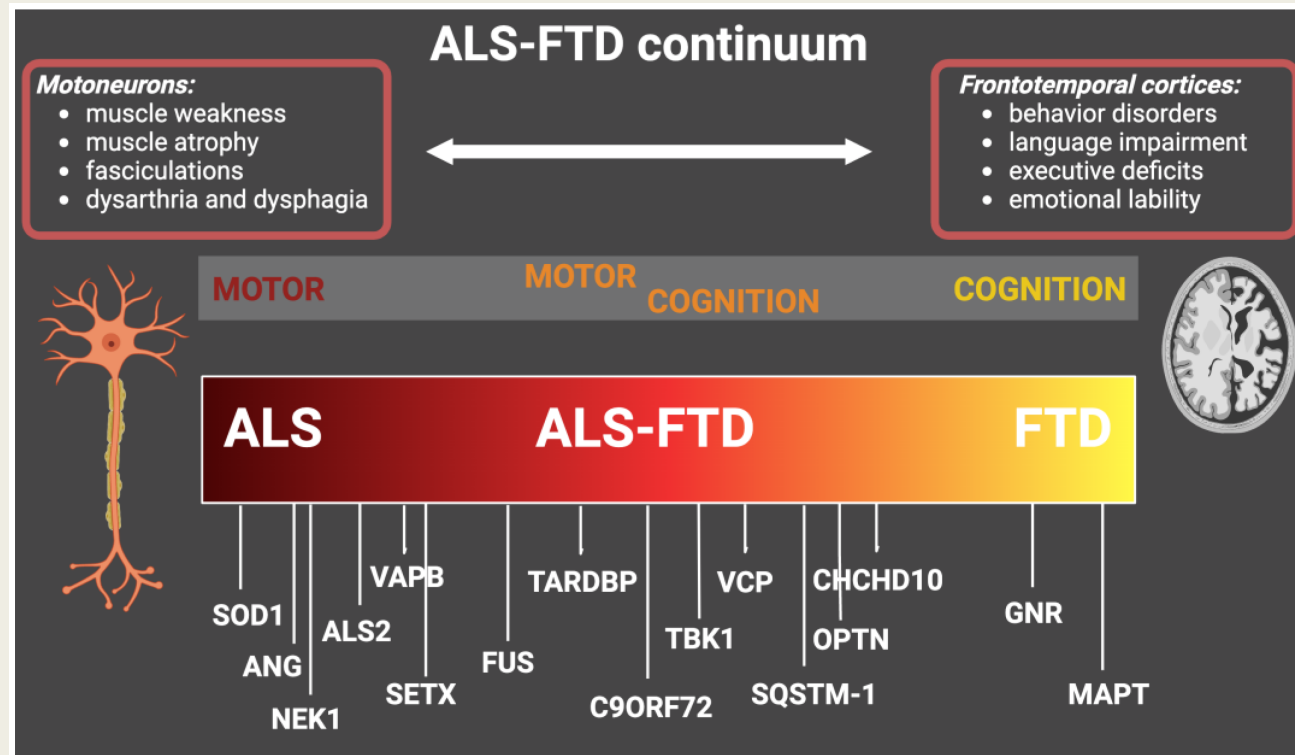 ALS-FTD continuum
Motoneurons:
• muscle weakness
• muscle atrophy
• fasciculations
• dysarthria and dysphagia
Frontotemporal cortices:
• behavior disorders
• language impairment
• executive deficits
• emotional lability
MOTOR
MOTOR
COGNITION
COGNITION
ALS
ALS-FTD
FTD
SOD1
ANG
NEK1
ALS2
VAPB
SETX
FUS
TARDBP
C9ORF72
TBK1
VCP
SQSTM-1
OPTN
CHCHD10
GNR
MAPT